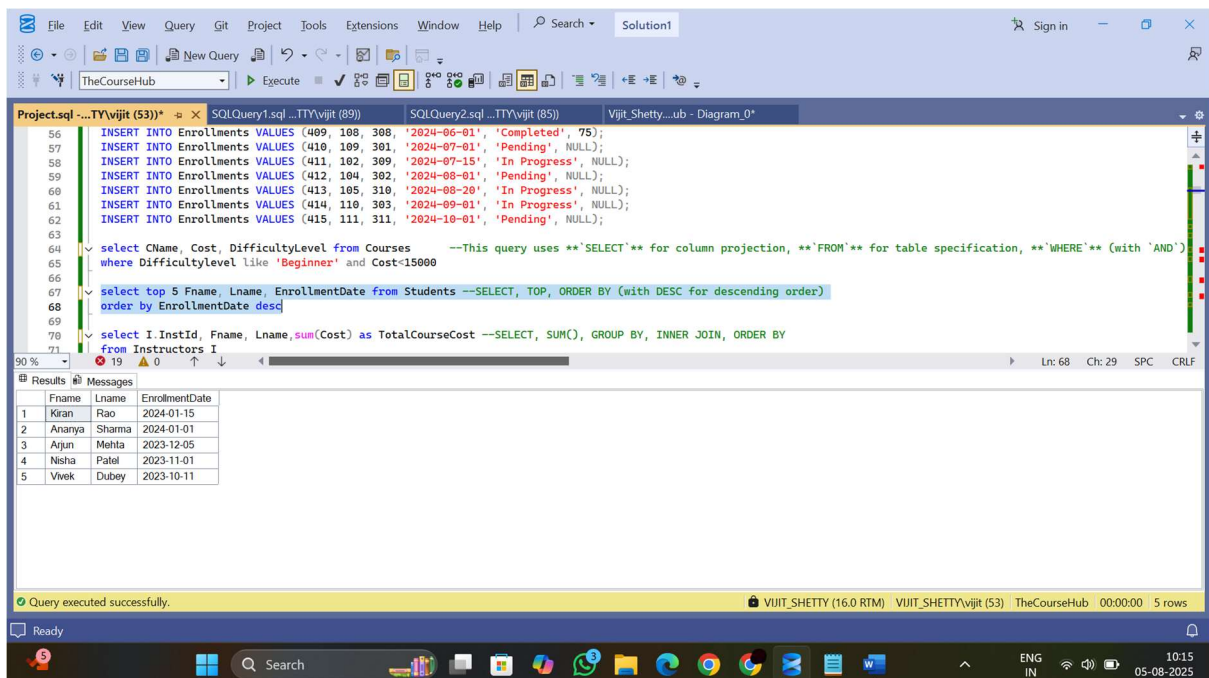 File Edit View Query Git Project Tools Extensions Window Help Search Solution1 Sign in
New Query
TheCourseHub Execute
Project.sql -...TY\vijit (53))* SQLQuery1.sql ...TTY\vijit (89)) SQLQuery2.sql ...TTY\vijit (85)) Vijit_Shetty....ub - Diagram_0*
56 INSERT INTO Enrollments VALUES (409, 108, 308, '2024-06-01', 'Completed', 75);
57 INSERT INTO Enrollments VALUES (410, 109, 301, '2024-07-01', 'Pending', NULL);
58 INSERT INTO Enrollments VALUES (411, 102, 309, '2024-07-15', 'In Progress', NULL);
59 INSERT INTO Enrollments VALUES (412, 104, 302, '2024-08-01', 'Pending', NULL);
60 INSERT INTO Enrollments VALUES (413, 105, 310, '2024-08-20', 'In Progress', NULL);
61 INSERT INTO Enrollments VALUES (414, 110, 303, '2024-09-01', 'In Progress', NULL);
62 INSERT INTO Enrollments VALUES (415, 111, 311, '2024-10-01', 'Pending', NULL);
63
64 select CName, Cost, DifficultyLevel from Courses --This query uses **`SELECT`** for column projection, **`FROM`** for table specification, **`WHERE`** (with `AND`)
65 where Difficultylevel like 'Beginner' and Cost<15000
66
67 select top 5 Fname, Lname, EnrollmentDate from Students --SELECT, TOP, ORDER BY (with DESC for descending order)
68 order by EnrollmentDate desc
69
70 select I.InstId, Fname, Lname,sum(Cost) as TotalCourseCost --SELECT, SUM(), GROUP BY, INNER JOIN, ORDER BY
71 from Instructors I
90 % 19 0 Ln: 68 Ch: 29 SPC CRLF
Results Messages
Fname Lname EnrollmentDate
1 Kiran Rao 2024-01-15
2 Ananya Sharma 2024-01-01
3 Arjun Mehta 2023-12-05
4 Nisha Patel 2023-11-01
5 Vivek Dubey 2023-10-11
Query executed successfully. VIJIT_SHETTY (16.0 RTM) VIJIT_SHETTY\vijit (53) TheCourseHub 00:00:00 5 rows
Ready
5 Search 3 ENG 10:15
IN 05-08-2025